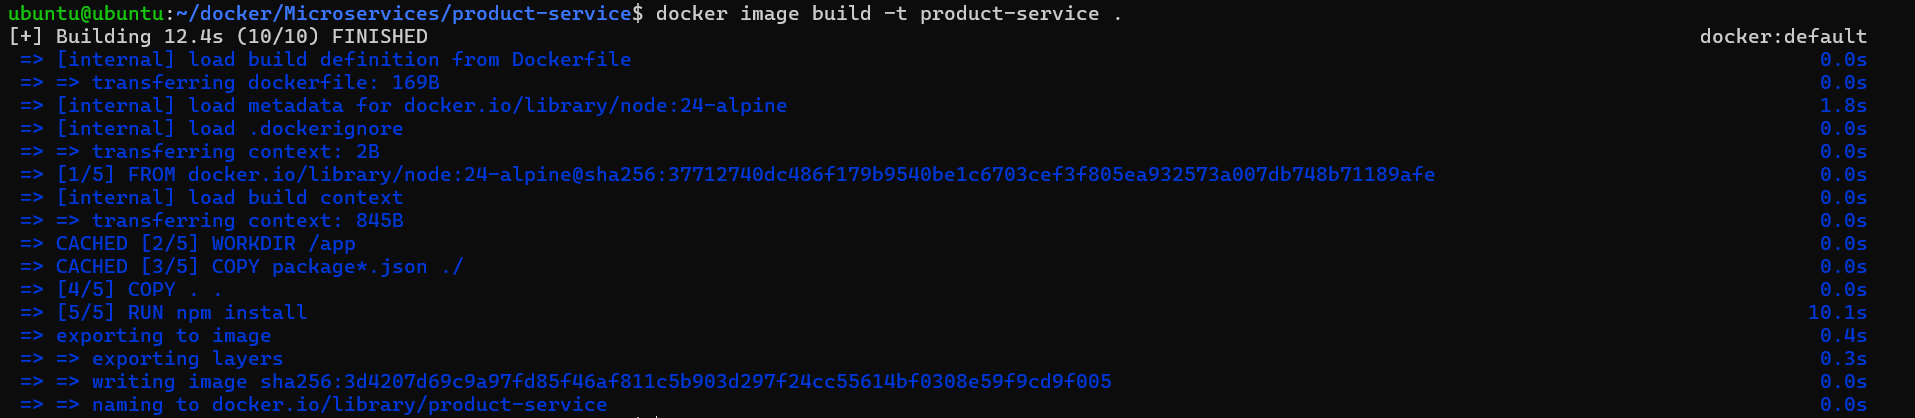 ubuntu@ubuntu:~/docker/Microservices/product-service$ docker image build -t product-service .
[+] Building 12.4s (10/10) FINISHED docker:default
=> [internal] load build definition from Dockerfile 0.0s
=> => transferring dockerfile: 169B 0.0s
=> [internal] load metadata for docker.io/library/node:24-alpine 1.8s
=> [internal] load .dockerignore 0.0s
=> => transferring context: 2B 0.0s
=> [1/5] FROM docker.io/library/node:24-alpine@sha256:37712740dc486f179b9540be1c6703cef3f805ea932573a007db748b71189afe 0.0s
=> [internal] load build context 0.0s
=> => transferring context: 845B 0.0s
=> CACHED [2/5] WORKDIR /app 0.0s
=> CACHED [3/5] COPY package*.json ./ 0.0s
=> [4/5] COPY . . 0.0s
=> [5/5] RUN npm install 10.1s
=> exporting to image 0.4s
=> => exporting layers 0.3s
=> => writing image sha256:3d4207d69c9a97fd85f46af811c5b903d297f24cc55614bf0308e59f9cd9f005 0.0s
=> => naming to docker.io/library/product-service 0.0s